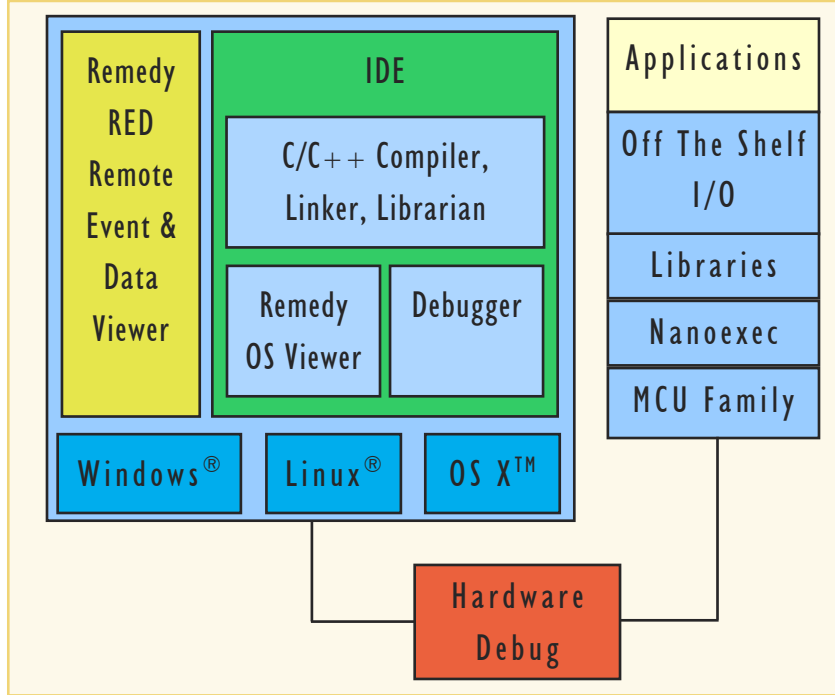 Remedy
RED
Remote
Event &
Data
Viewer
IDE
C/C++ Compiler,
Linker, Librarian
Remedy
OS Viewer
Debugger
Windows®
Linux®
OS X™
Applications
Off The Shelf
I/O
Libraries
Nanoexec
MCU Family
Hardware
Debug